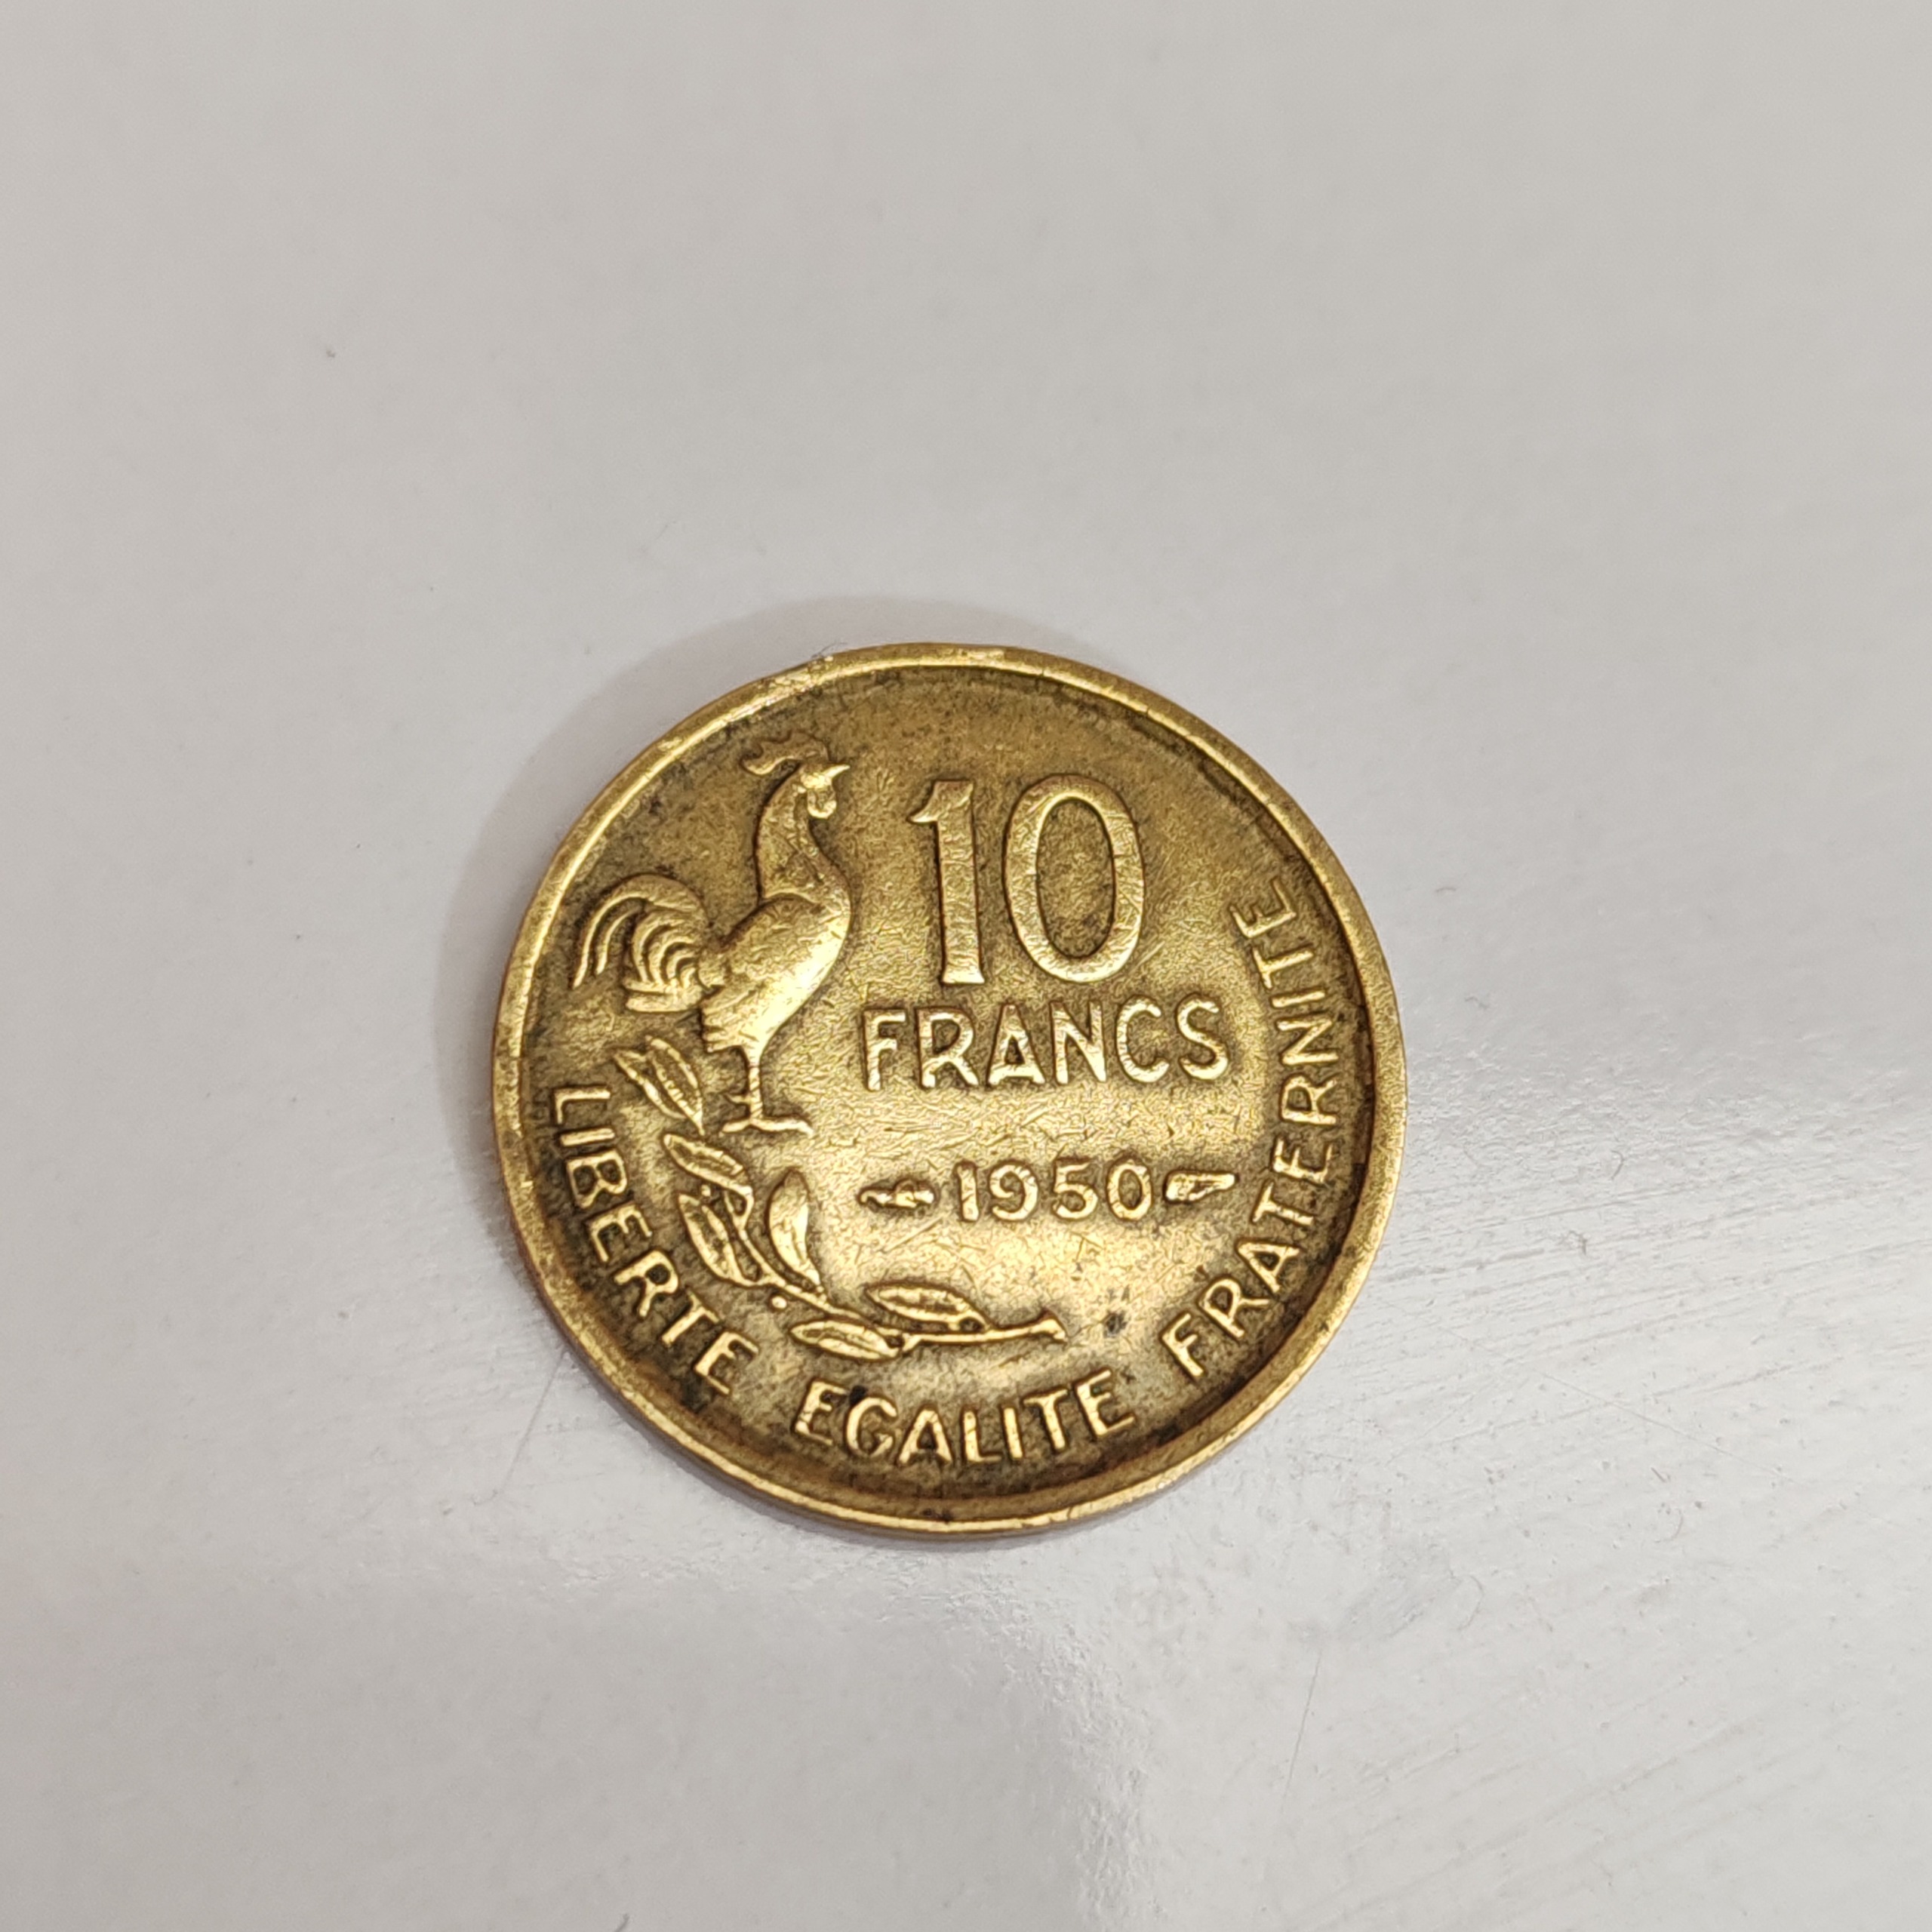 10
FRANCS
1950
LIBERTE EGALITE FRATERNITE